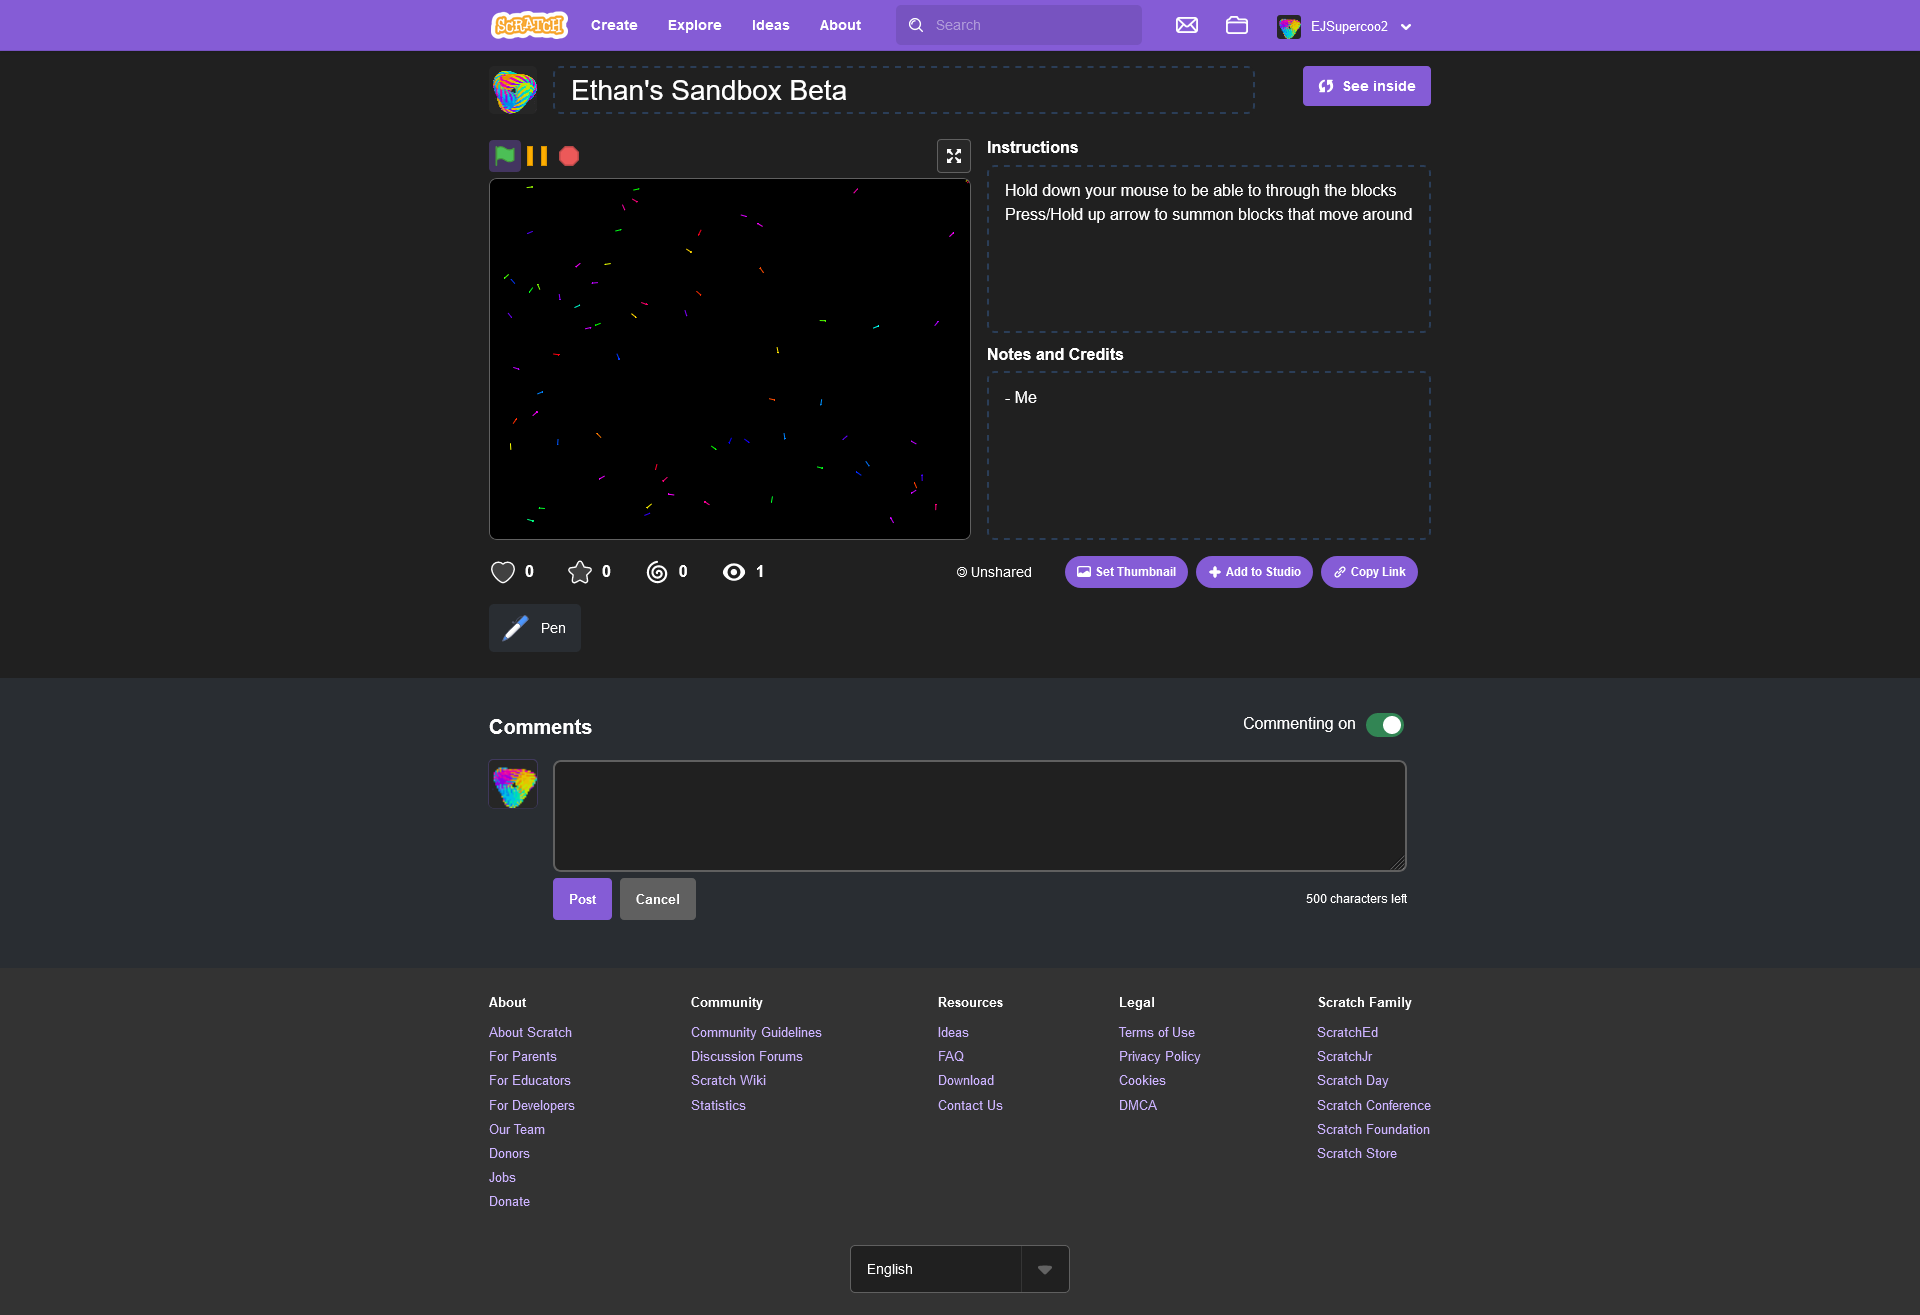 SCRATCH Create Explore Ideas About Search EJSupercoo2
Ethan's Sandbox Beta
See inside
Instructions
Hold down your mouse to be able to through the blocks
Press/Hold up arrow to summon blocks that move around
Notes and Credits
- Me
0 0 0 1 Unshared Set Thumbnail Add to Studio Copy Link
Pen
Comments
Commenting on
Post Cancel 500 characters left
About Community Resources Legal Scratch Family
About Scratch Community Guidelines Ideas Terms of Use ScratchEd
For Parents Discussion Forums FAQ Privacy Policy ScratchJr
For Educators Scratch Wiki Download Cookies Scratch Day
For Developers Statistics Contact Us DMCA Scratch Conference
Our Team Scratch Foundation
Donors Scratch Store
Jobs
Donate
English